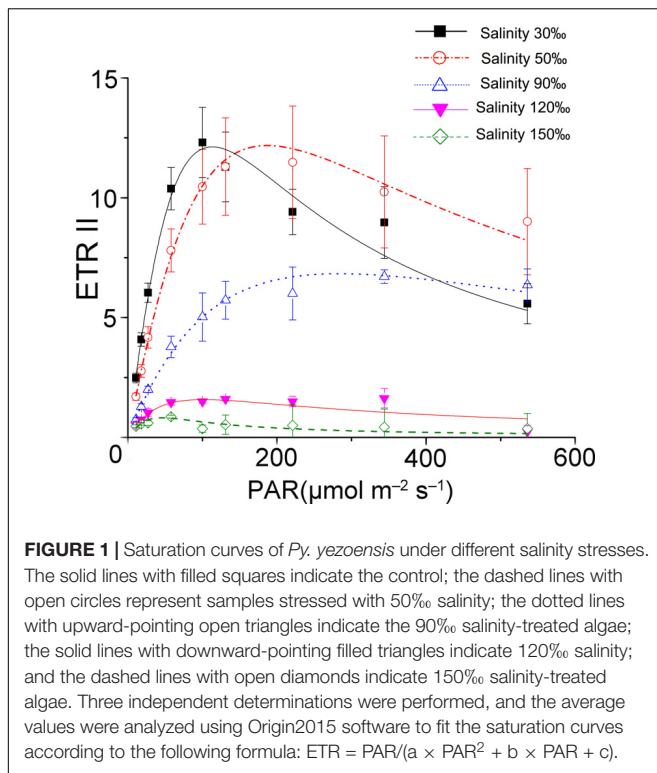 Salinity 30‰
Salinity 50‰
Salinity 90‰
Salinity 120‰
Salinity 150‰
15
10
5
0
200
400
600
ETR II
PAR(μmol m⁻² s⁻¹)
FIGURE 1 | Saturation curves of Py. yezoensis under different salinity stresses.
The solid lines with filled squares indicate the control; the dashed lines with
open circles represent samples stressed with 50‰ salinity; the dotted lines
with upward-pointing open triangles indicate the 90‰ salinity-treated algae;
the solid lines with downward-pointing filled triangles indicate 120‰ salinity;
and the dashed lines with open diamonds indicate 150‰ salinity-treated
algae. Three independent determinations were performed, and the average
values were analyzed using Origin2015 software to fit the saturation curves
according to the following formula: ETR = PAR/(a × PAR² + b × PAR + c).